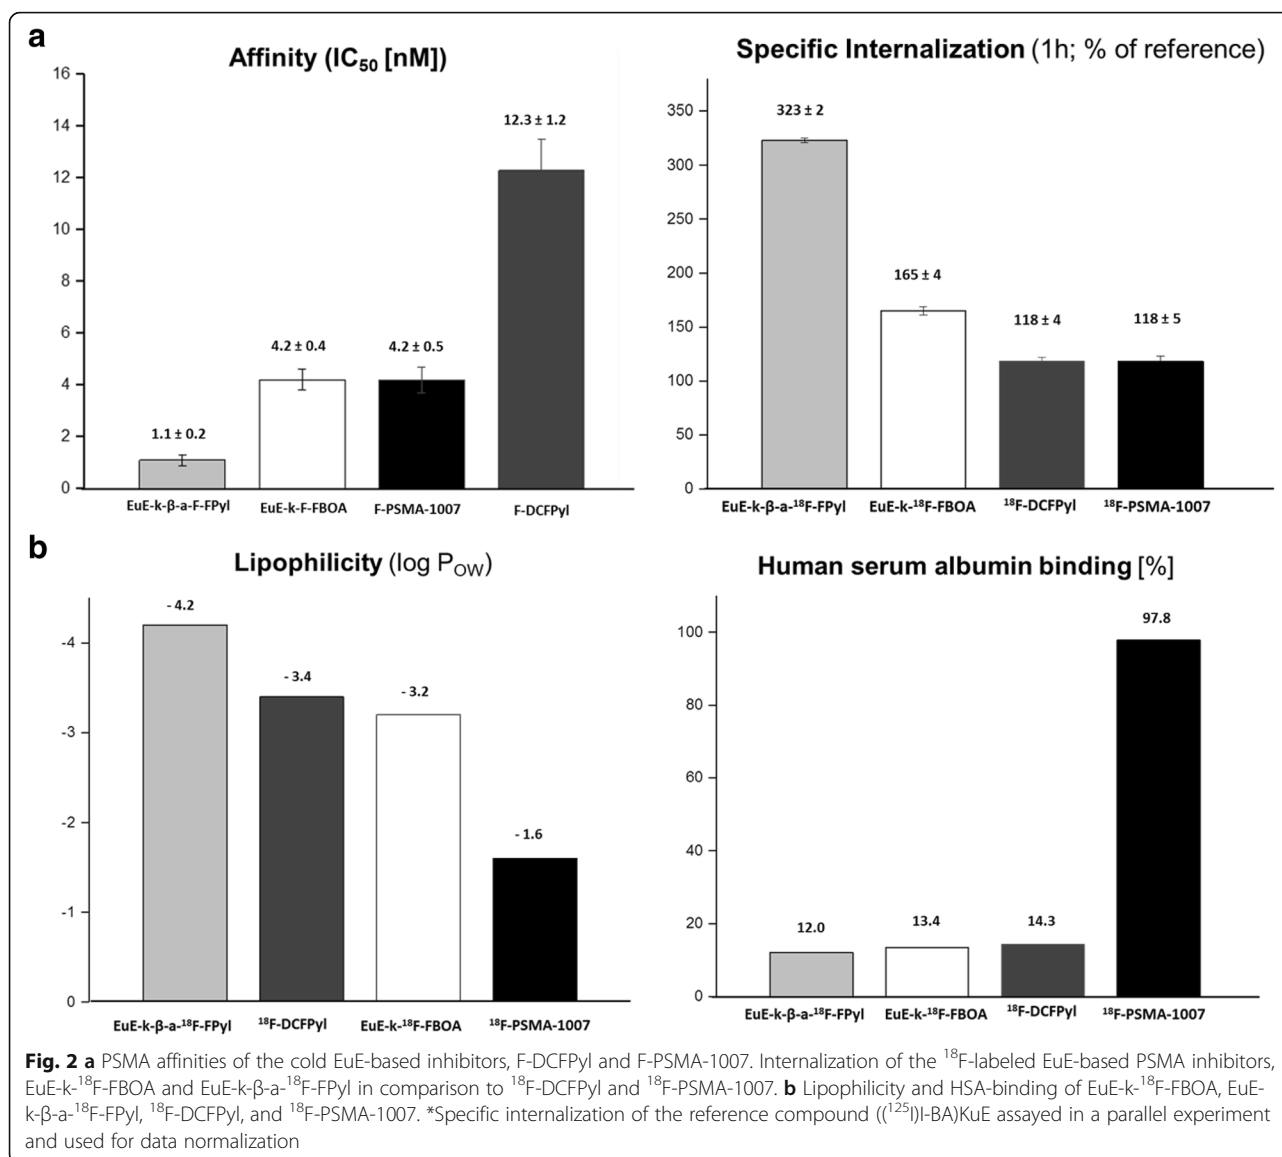 a
Affinity (IC50 [nM])
16
14
12
10
8
6
4
2
0
1.1 ± 0.2
4.2 ± 0.4
4.2 ± 0.5
12.3 ± 1.2
EuE-k-β-a-F-FPyl
EuE-k-F-FBOA
F-PSMA-1007
F-DCFPyl
Specific Internalization (1h; % of reference)
350
300
250
200
150
100
50
0
323 ± 2
165 ± 4
118 ± 4
118 ± 5
EuE-k-β-a-18F-FPyl
EuE-k-18F-FBOA
18F-DCFPyl
18F-PSMA-1007
b
Lipophilicity (log POW)
-4
-3
-2
-1
0
- 4.2
- 3.4
- 3.2
- 1.6
EuE-k-β-a-18F-FPyl
18F-DCFPyl
EuE-k-18F-FBOA
18F-PSMA-1007
Human serum albumin binding [%]
100
80
60
40
20
0
12.0
13.4
14.3
97.8
EuE-k-β-a-18F-FPyl
EuE-k-18F-FBOA
18F-DCFPyl
18F-PSMA-1007
Fig. 2 a PSMA affinities of the cold EuE-based inhibitors, F-DCFPyl and F-PSMA-1007. Internalization of the 18F-labeled EuE-based PSMA inhibitors,
EuE-k-18F-FBOA and EuE-k-β-a-18F-FPyl in comparison to 18F-DCFPyl and 18F-PSMA-1007. b Lipophilicity and HSA-binding of EuE-k-18F-FBOA, EuE-
k-β-a-18F-FPyl, 18F-DCFPyl, and 18F-PSMA-1007. *Specific internalization of the reference compound ((125I)I-BA)KuE assayed in a parallel experiment
and used for data normalization